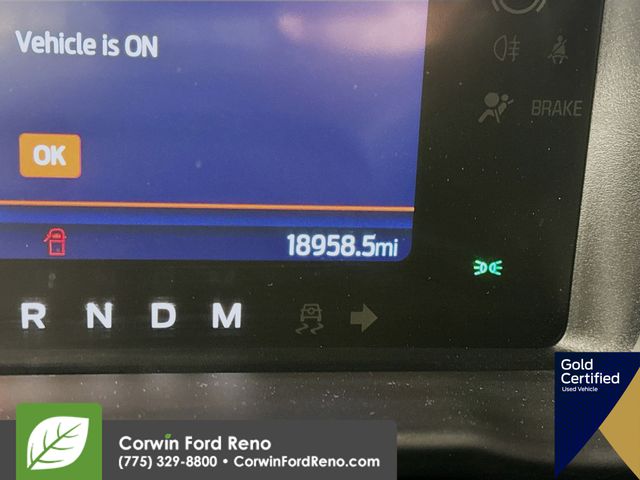 Vehicle is ON
OK
BRAKE
18958.5mi
R N D M
Gold
Certified
Used Vehicle
Corwin Ford Reno
(775) 329-8800 • CorwinFordReno.com